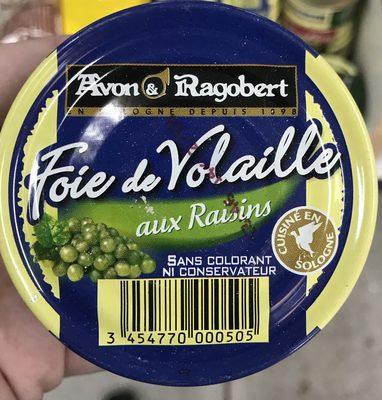 Avon & Ragobert
EN SOLOGNE DEPUIS 1898
Foie de Volaille
aux Raisins
CUISINÉ EN
SOLOGNE
SANS COLORANT
NI CONSERVATEUR
3 454770 000505